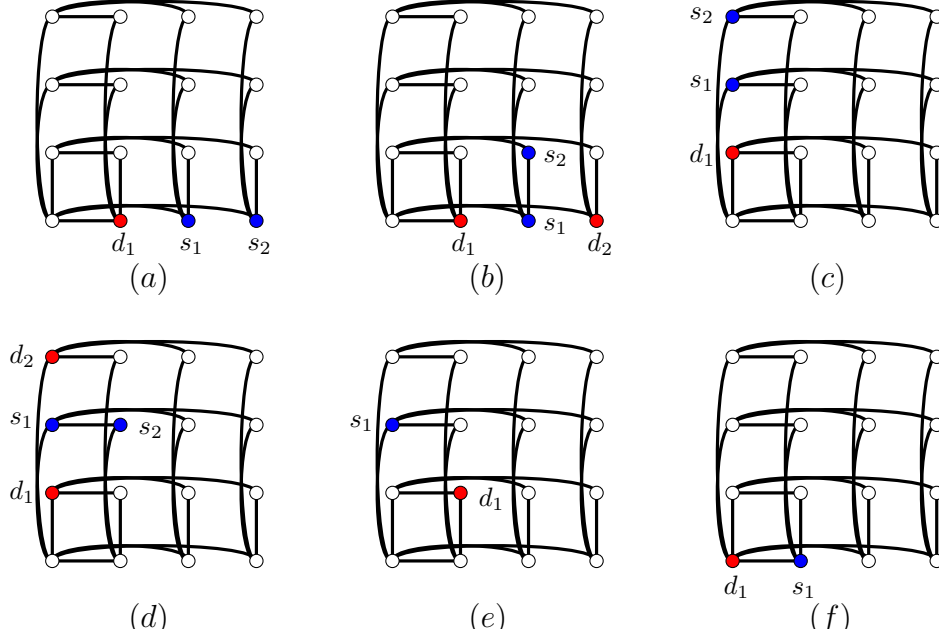 s₂
s₁
s₂
d₁
s₁
d₁ s₁ s₂
d₁ d₂
(a) (b) (c)
d₂
s₁
s₂
s₁
d₁
d₁
d₁ s₁
(d) (e) (f)